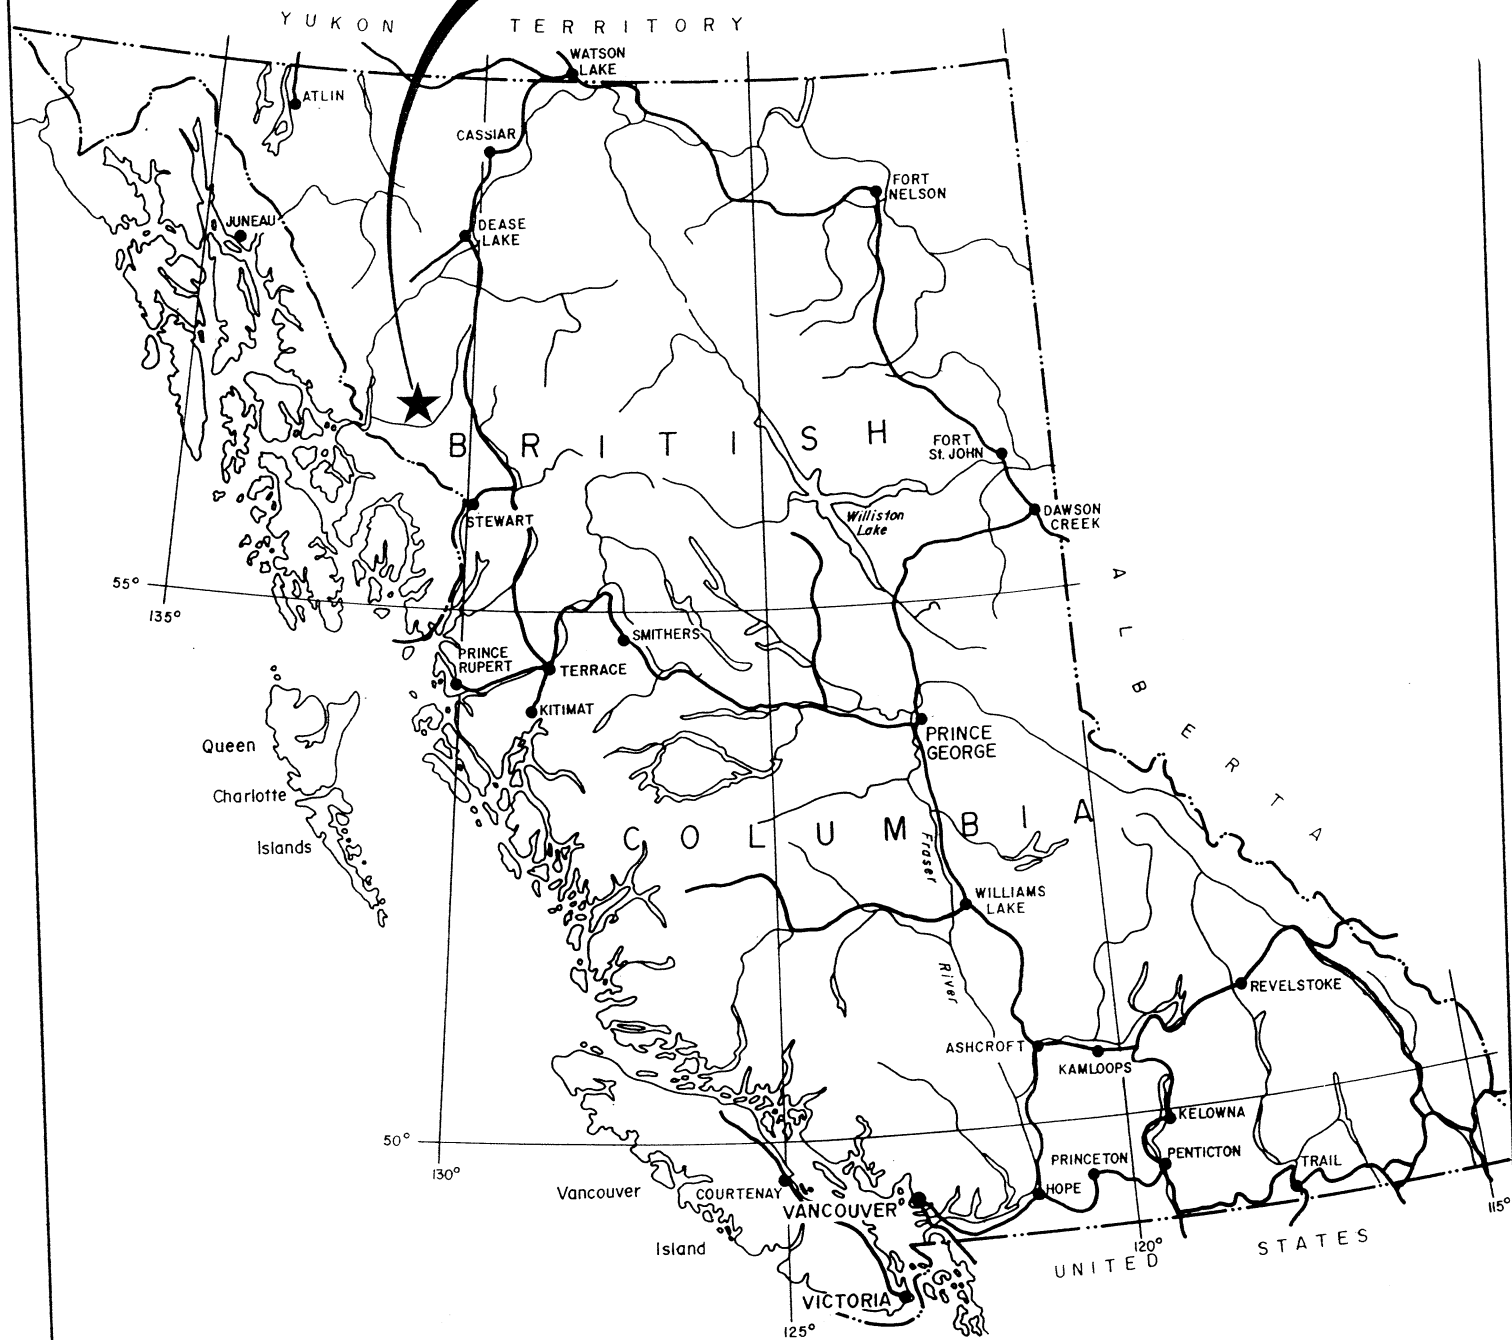 YUKON TERRITORY
WATSON
LAKE
ATLIN
CASSIAR
FORT
NELSON
JUNEAU
DEASE
LAKE
BRITISH
FORT
St. JOHN
STEWART
Williston
Lake
DAWSON
CREEK
55°
135°
ALBERTA
SMITHERS
PRINCE
RUPERT
TERRACE
KITIMAT
PRINCE
GEORGE
Queen
Charlotte
Islands
COLUMBIA
Fraser
River
WILLIAMS
LAKE
REVELSTOKE
ASHCROFT
KAMLOOPS
KELOWNA
50°
130°
PRINCETON
PENTICTON
TRAIL
HOPE
Vancouver
Island
COURTENAY
VANCOUVER
VICTORIA
UNITED STATES
120°
115°
125°